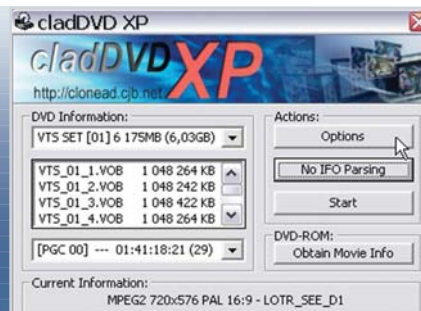 cladDVD XP
cladDVD XP
http://clonead.cjb.net
DVD Information:
VTS SET [01] 6 175MB (6,03GB)
VTS_01_1.VOB 1 048 264 KB
VTS_01_2.VOB 1 048 242 KB
VTS_01_3.VOB 1 048 422 KB
VTS_01_4.VOB 1 048 264 KB
[PGC 00] --- 01:41:18:21 (29)
Actions:
Options
No IFO Parsing
Start
DVD-ROM:
Obtain Movie Info
Current Information:
MPEG2 720x576 PAL 16:9 - LOTR_SEE_D1